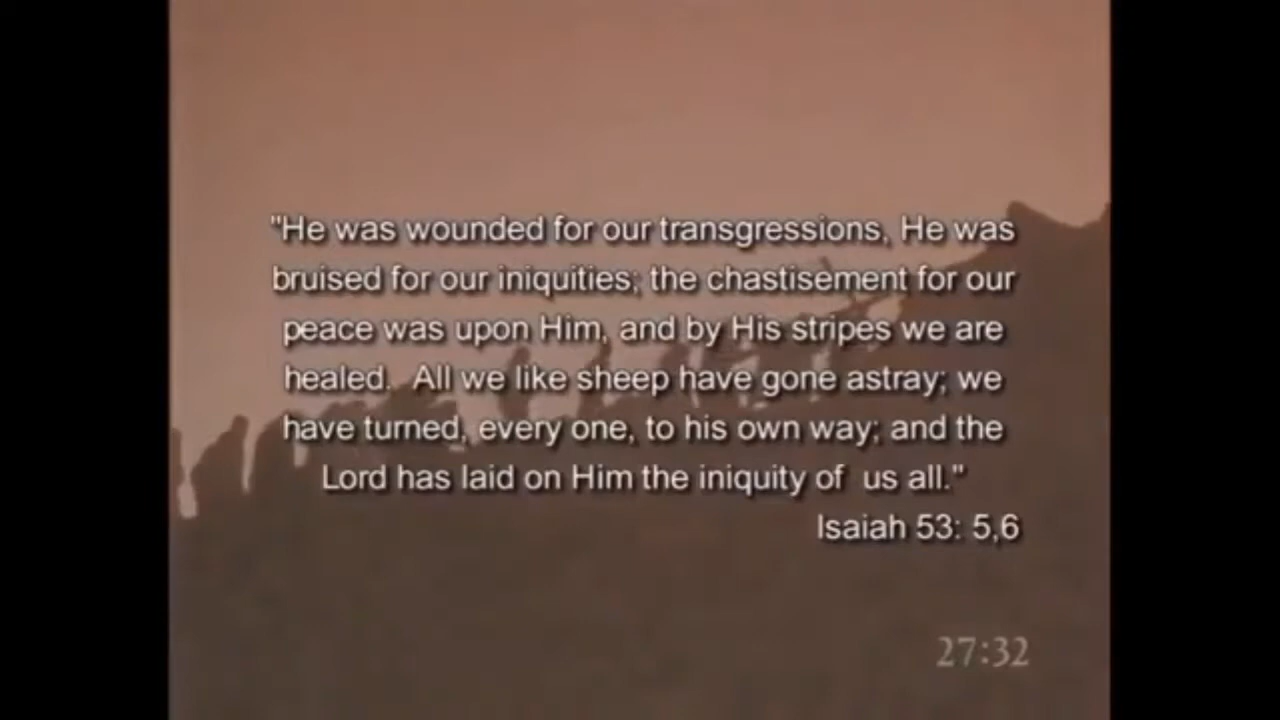 "He was wounded for our transgressions, He was
bruised for our iniquities; the chastisement for our
peace was upon Him, and by His stripes we are
healed.  All we like sheep have gone astray; we
have turned, every one, to his own way; and the
Lord has laid on Him the iniquity of  us all."
Isaiah 53: 5,6
27:32